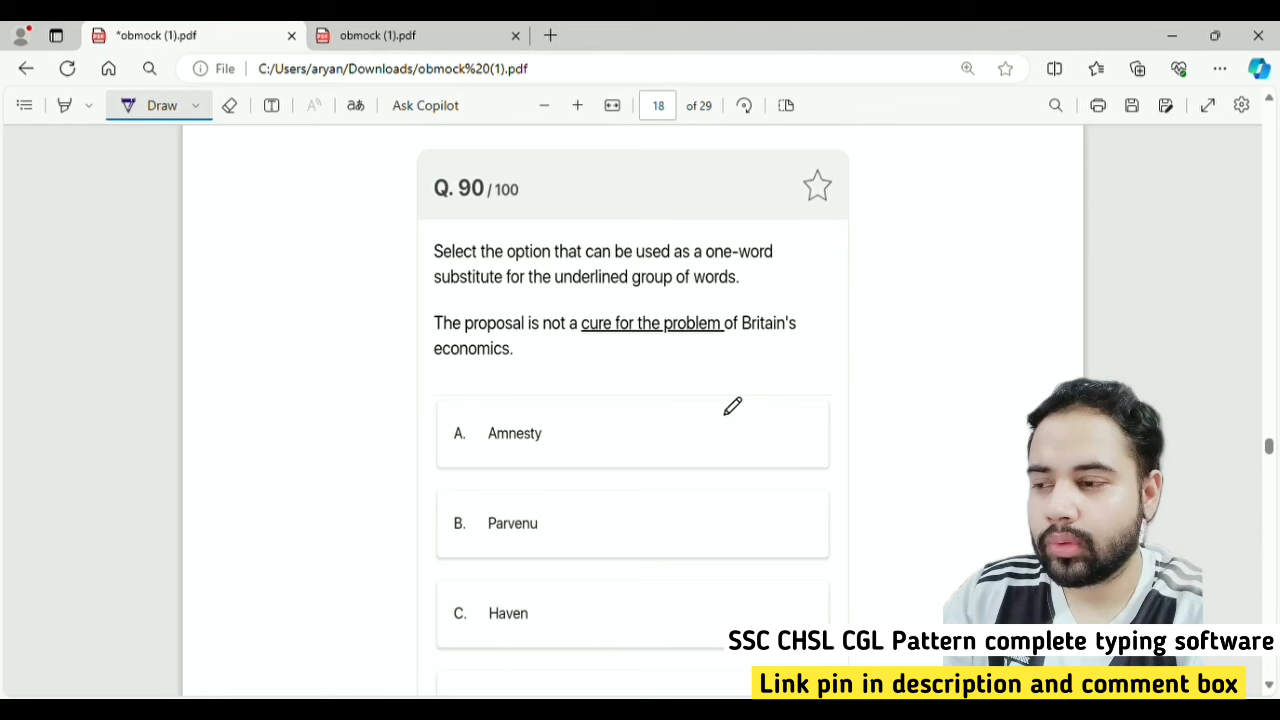 *obmock (1).pdf
obmock (1).pdf
File
C:/Users/aryan/Downloads/obmock%20(1).pdf
Draw
Ask Copilot
18 of 29
Q. 90 / 100
Select the option that can be used as a one-word
substitute for the underlined group of words.
The proposal is not a cure for the problem of Britain's
economics.
A. Amnesty
B. Parvenu
C. Haven
SSC CHSL CGL Pattern complete typing software
Link pin in description and comment box